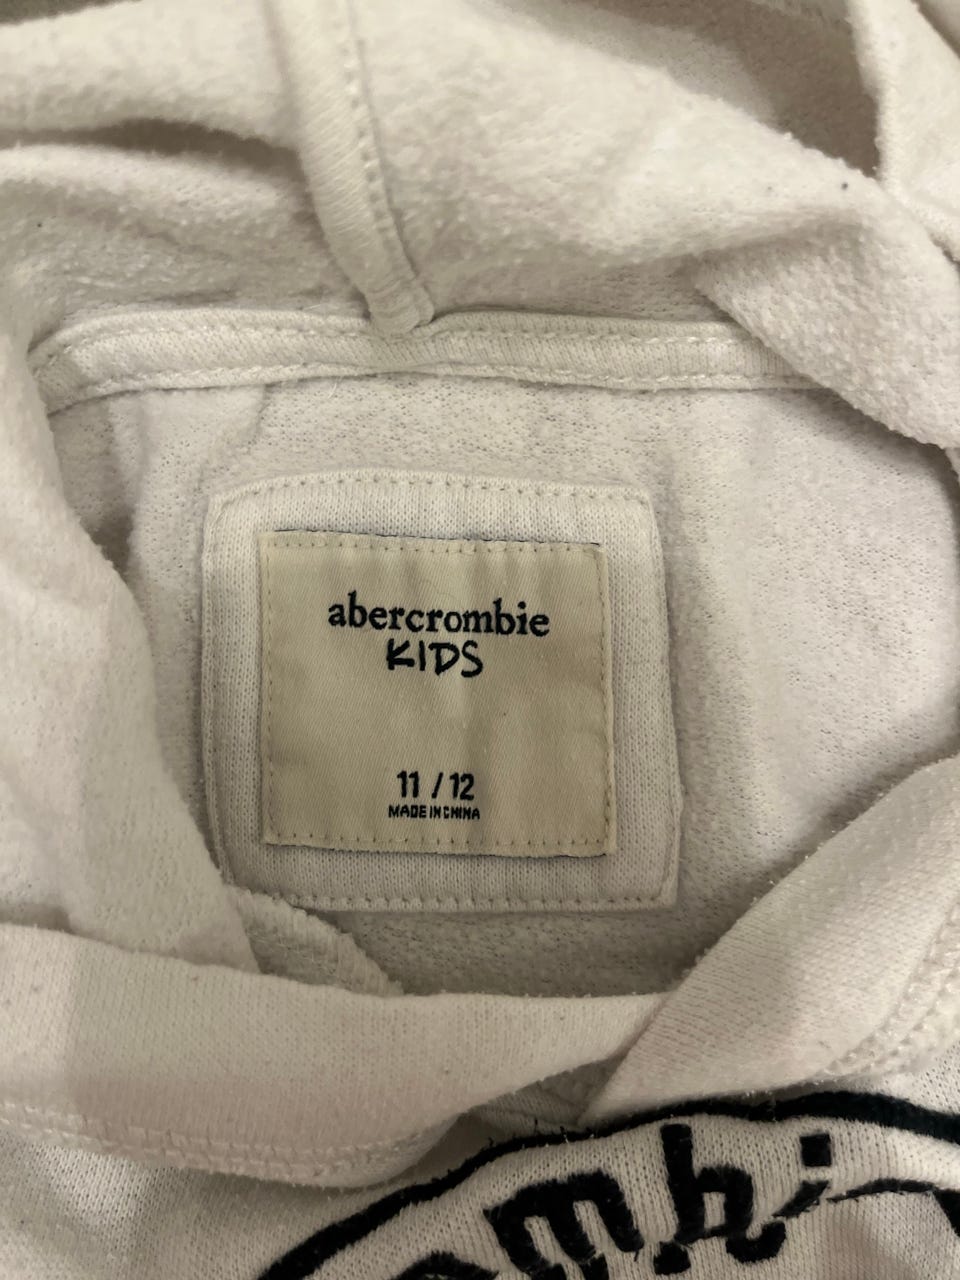 abercrombie
KIDS
11 / 12
MADE IN CHINA